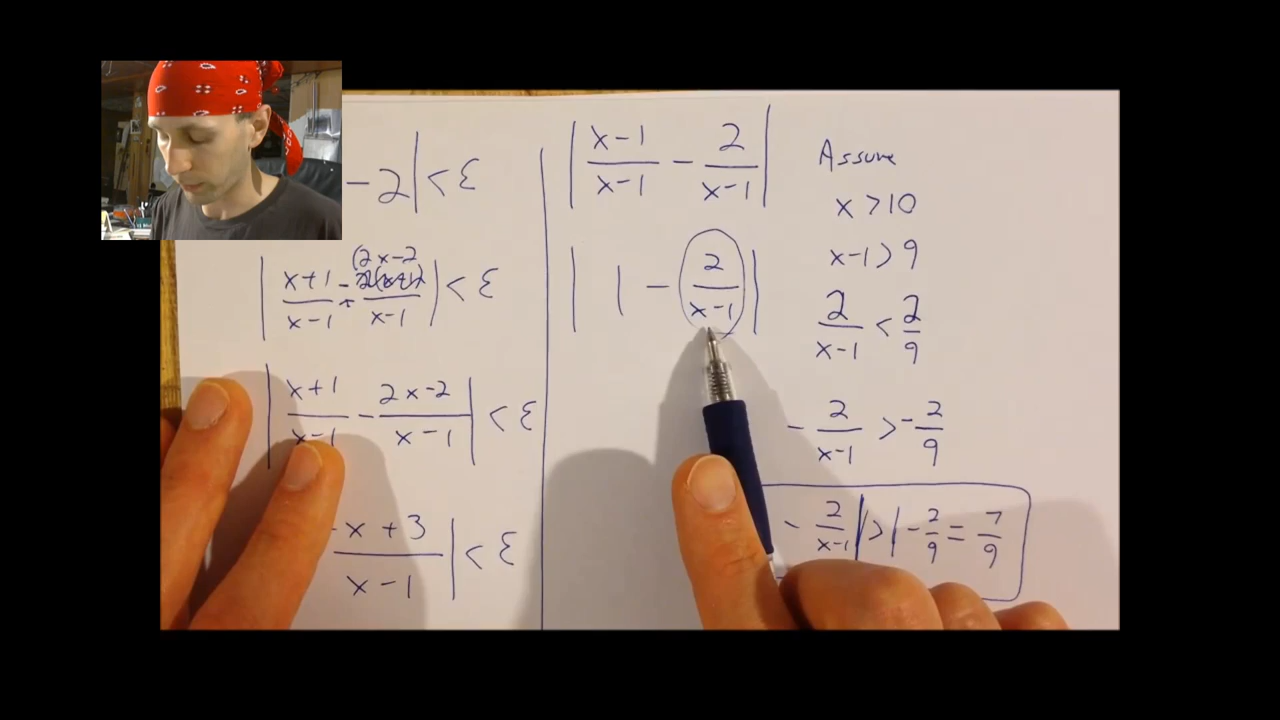 - 2| < ε
| x+1/x-1 - (2x-2/x-1 | < ε
| x+1/x-1 - 2x-2/x-1 | < ε
-x+3/x-1 | < ε
| x-1/x-1 - 2/x-1 |
| 1 - 2/x-1 |
Assume
x > 10
x-1 > 9
2/x-1 < 2/9
- 2/x-1 > - 2/9
- 2/x-1 | > 1 - 2/9 = 7/9